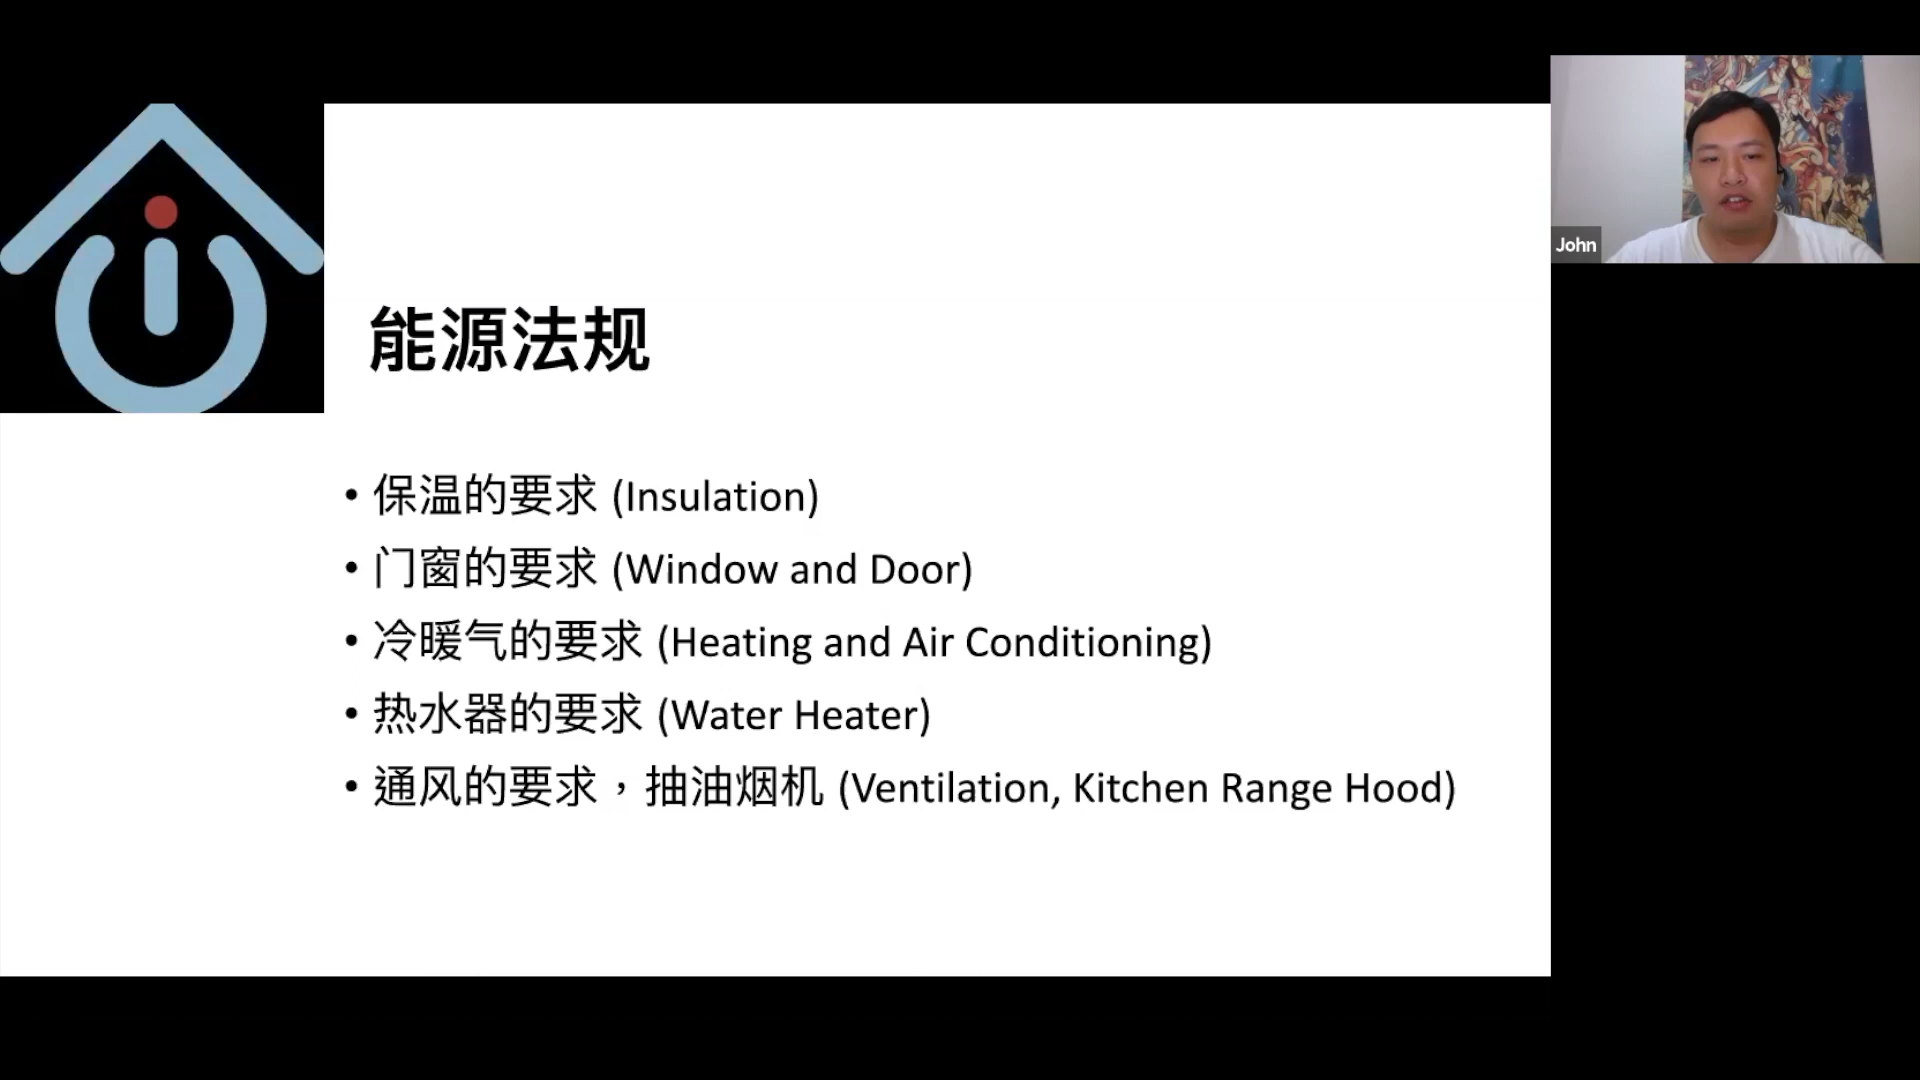 John
能源法规
• 保温的要求 (Insulation)
• 门窗的要求 (Window and Door)
• 冷暖气的要求 (Heating and Air Conditioning)
• 热水器的要求 (Water Heater)
• 通风的要求，抽油烟机 (Ventilation, Kitchen Range Hood)